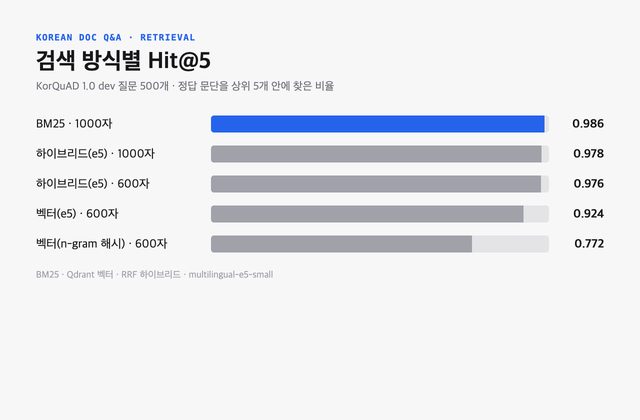 KOREAN DOC Q&A · RETRIEVAL
검색 방식별 Hit@5
KorQuAD 1.0 dev 질문 500개 · 정답 문단을 상위 5개 안에 찾은 비율
BM25 · 1000자 0.986
하이브리드(e5) · 1000자 0.978
하이브리드(e5) · 600자 0.976
벡터(e5) · 600자 0.924
벡터(n-gram 해시) · 600자 0.772
BM25 · Qdrant 벡터 · RRF 하이브리드 · multilingual-e5-small